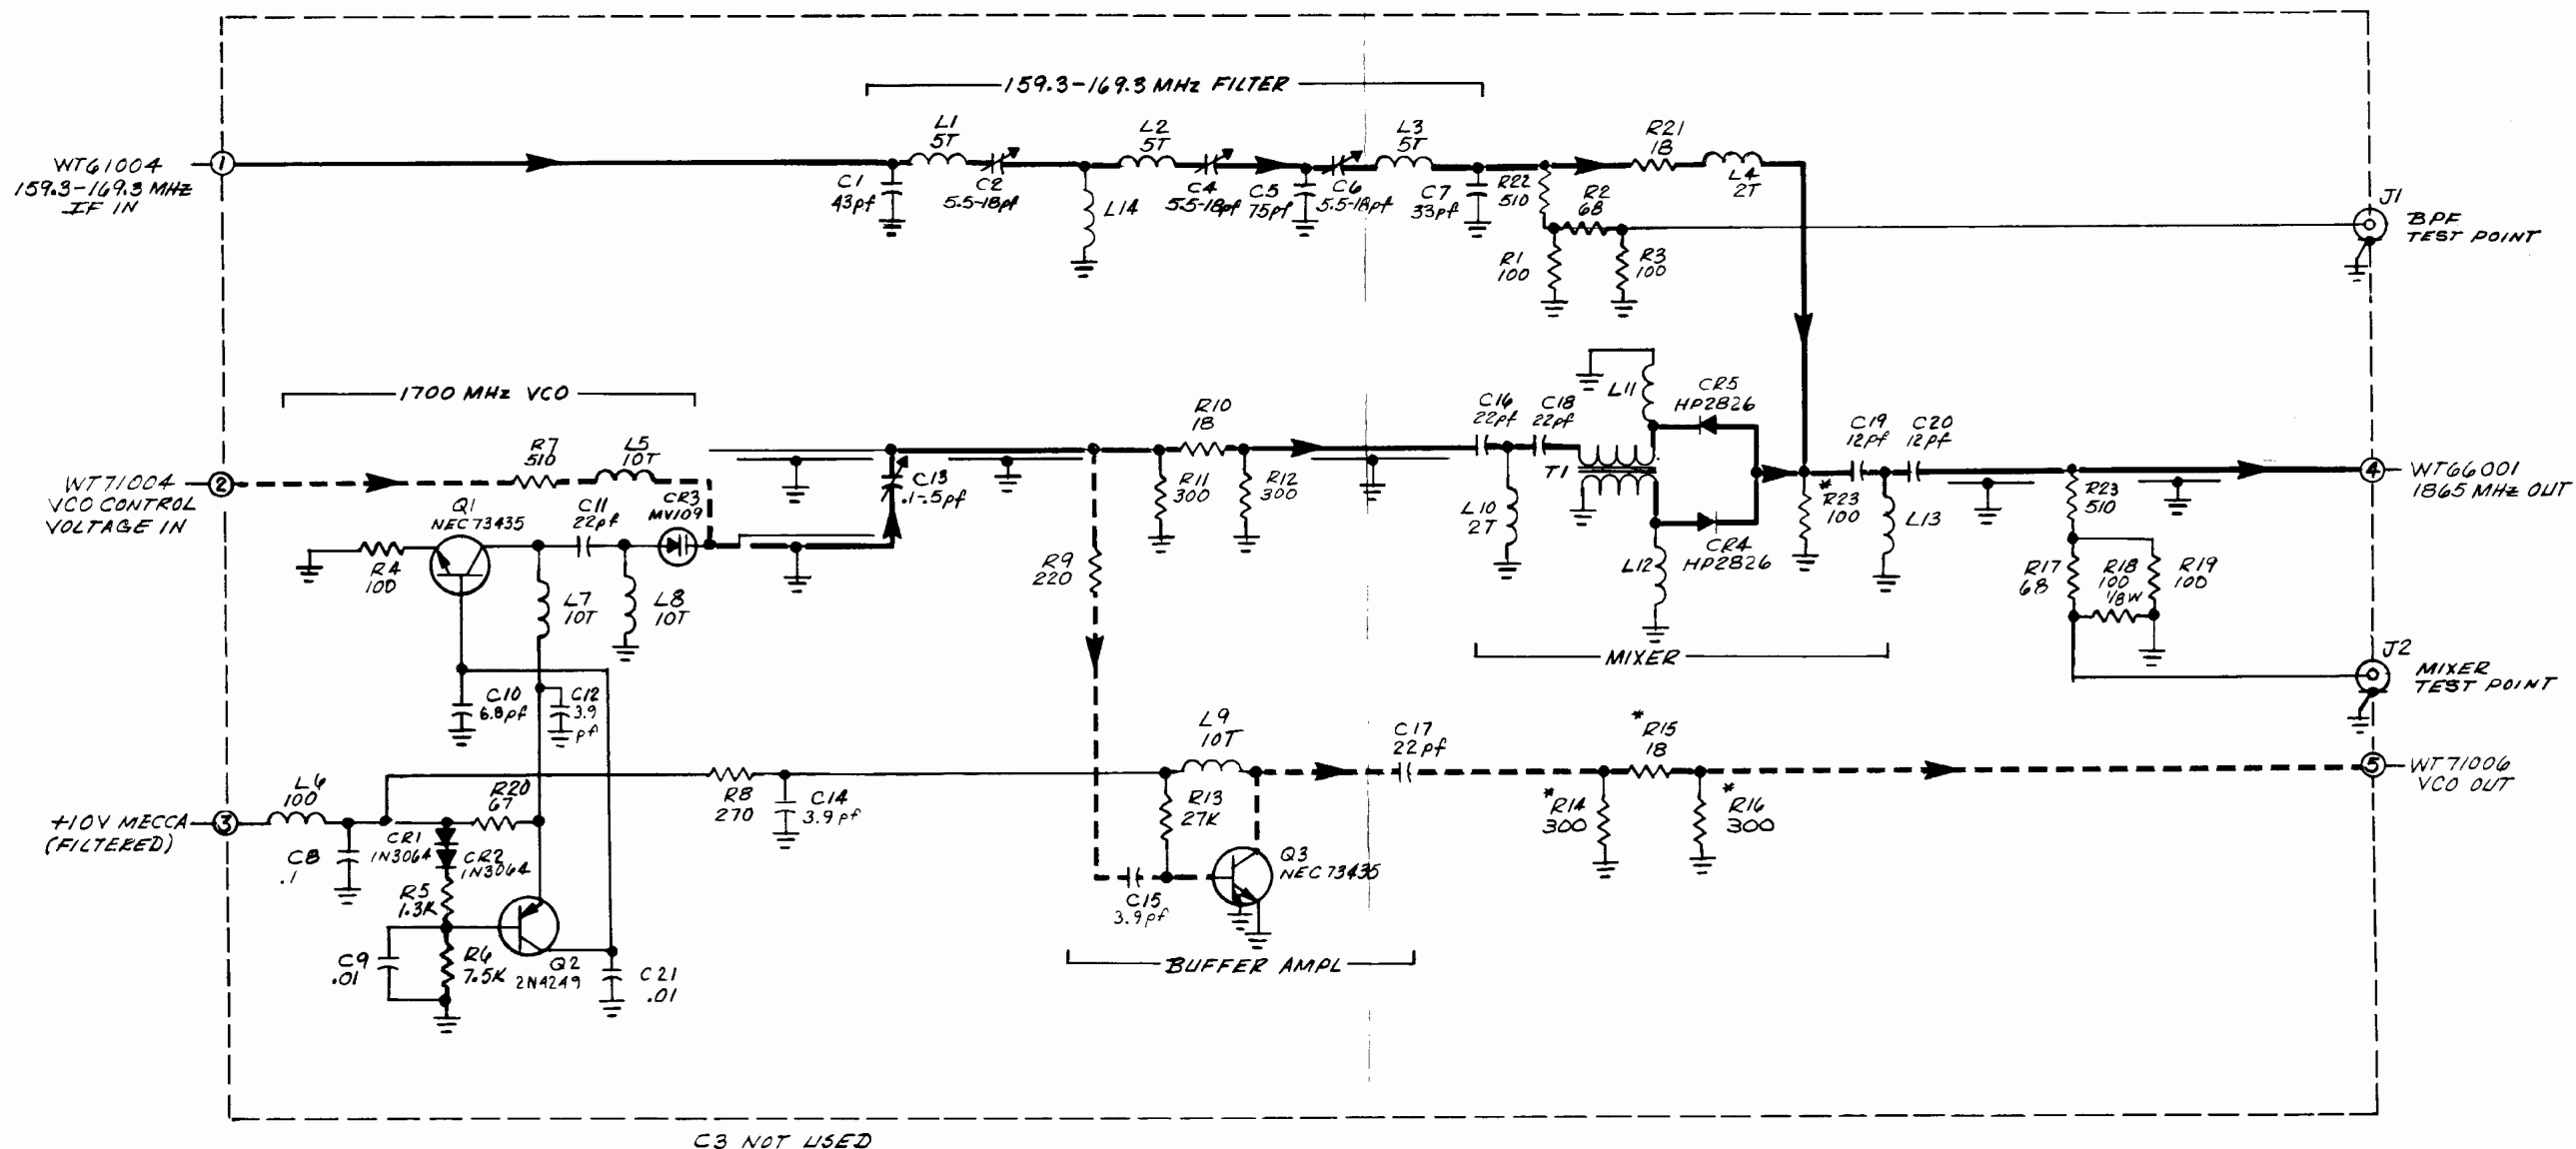 159.3-169.3 MHz FILTER
WT61004
159.3-169.3 MHz
IF IN
1
L1
5T
C1
43pf
C2
5.5-18pf
L14
L2
5T
C4
5.5-18pf
C5
75pf
C6
5.5-18pf
L3
5T
C7
33pf
R22
510
R21
18
L4
2T
R2
68
R1
100
R3
100
J1
BPF
TEST POINT
1700 MHz VCO
WT71004
VCO CONTROL
VOLTAGE IN
2
R7
510
L5
10T
Q1
NEC73435
C11
22pf
CR3
MV109
R4
100
L7
10T
L8
10T
C10
6.8pf
C12
3.9
pf
C13
.1-.5pf
R10
18
R11
300
R12
300
R9
220
C16
22pf
C18
22pf
L10
2T
T1
L11
L12
CR5
HP2826
CR4
HP2826
MIXER
*R23
100
C19
12pf
C20
12pf
L13
R23
510
R17
68
R18
100
1/8W
R19
100
4
WT66001
1865 MHz OUT
J2
MIXER
TEST POINT
+10V MECCA
(FILTERED)
3
L6
100
C8
.1
CR1
1N3064
CR2
1N3064
R20
67
R5
1.3K
C9
.01
R6
7.5K
Q2
2N4249
C21
.01
R8
270
C14
3.9pf
L9
10T
R13
27K
C15
3.9pf
Q3
NEC73435
BUFFER AMPL
C17
22pf
*R15
18
*R14
300
*R16
300
5
WT71006
VCO OUT
C3 NOT USED